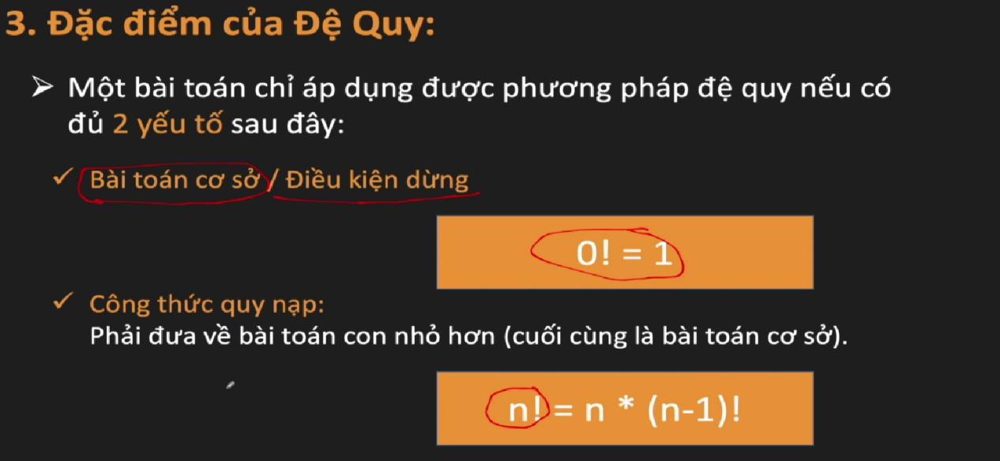 3. Đặc điểm của Đệ Quy:
Một bài toán chỉ áp dụng được phương pháp đệ quy nếu có
đủ 2 yếu tố sau đây:
Bài toán cơ sở / Điều kiện dừng
0! = 1
Công thức quy nạp:
Phải đưa về bài toán con nhỏ hơn (cuối cùng là bài toán cơ sở).
n! = n * (n-1)!